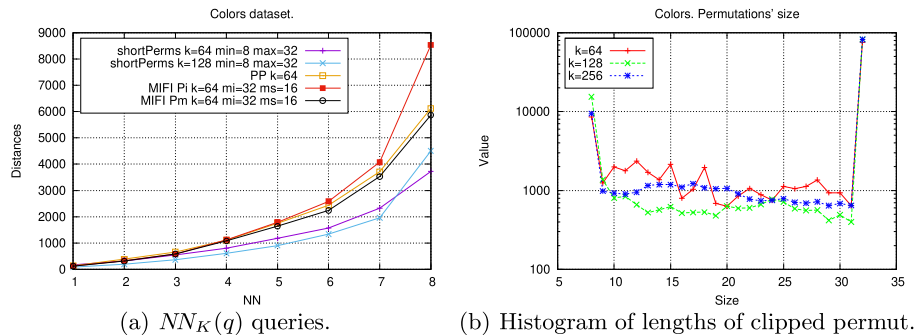 Colors dataset.
9000
8000
7000
6000
5000
4000
3000
2000
1000
0
Distances
shortPerms k=64 min=8 max=32
shortPerms k=128 min=8 max=32
PP k=64
MIFI Pi k=64 mi=32 ms=16
MIFI Pm k=64 mi=32 ms=16
1 2 3 4 5 6 7 8
NN
(a) NN_K(q) queries.
Colors. Permutations' size
100000
10000
1000
100
Value
k=64
k=128
k=256
5 10 15 20 25 30 35
Size
(b) Histogram of lengths of clipped permut.